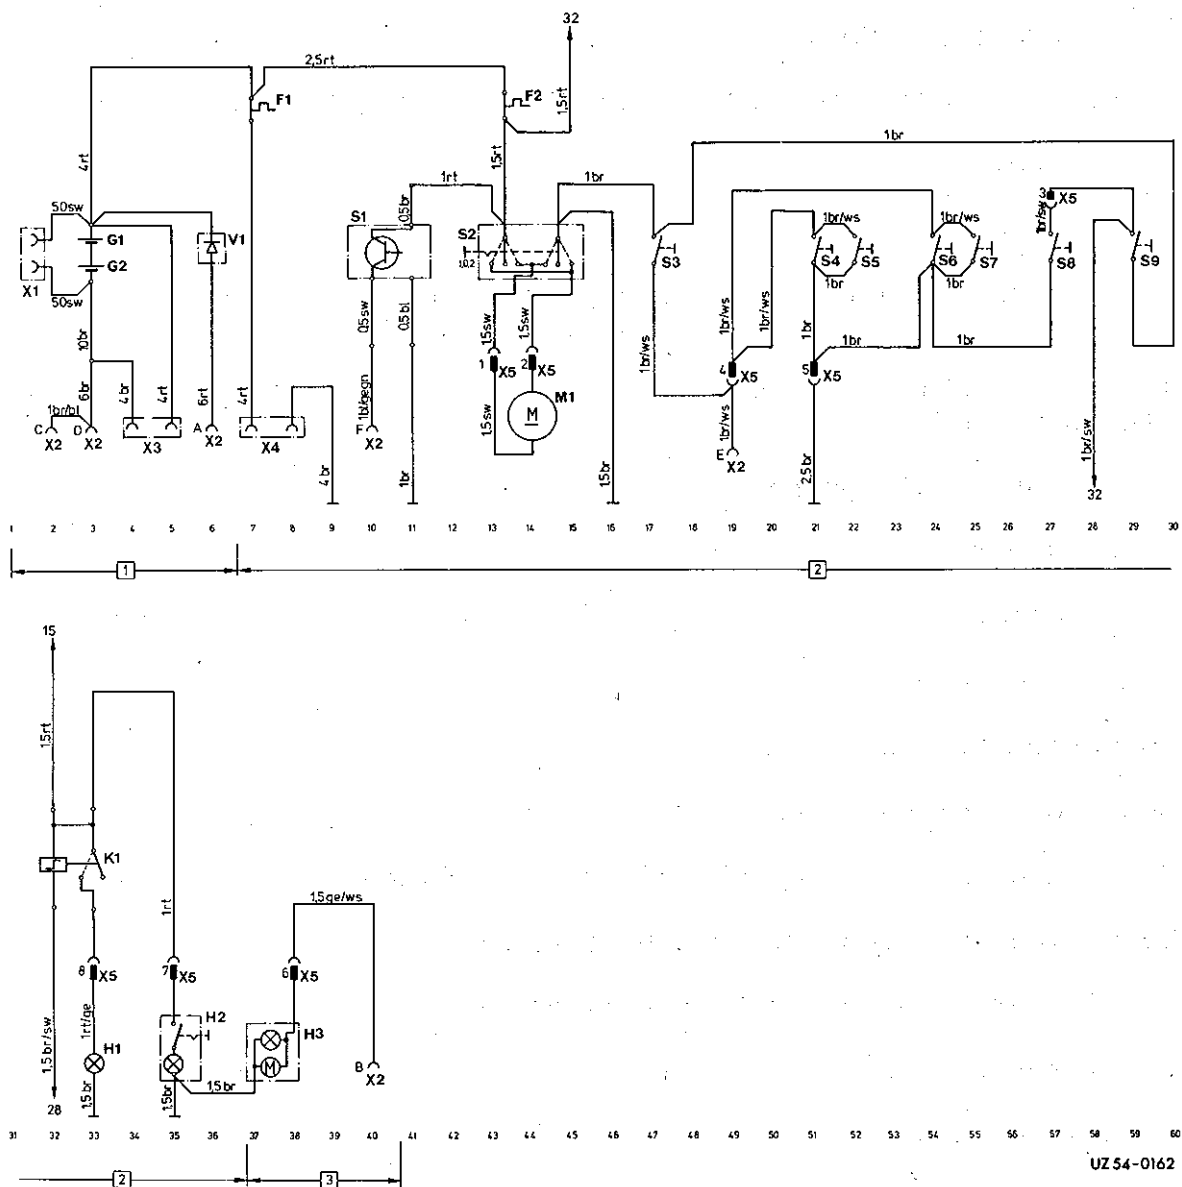 32
2,5rt
F1
F2
1,5rt
4rt
1,5rt
1br
50sw
1rt
0,5br
1br
3
X5
G1
V1
S1
S2
1br/ws
1br/ws
1br/sw
G2
1,0,2
S3
S4
S5
S6
S7
S8
S9
X1
50sw
1br
1br
10br
0,5sw
0,5bl
1,5sw
1,5sw
1br/ws
1br/ws
1br/ws
1br
1br
1br
1
X5
2
X5
4
X5
5
X5
6br
4br
4rt
6rt
4rt
1bl/gegn
M1
M
1br/bl
C
X2
D
X2
X3
A
X2
X4
F
X2
1,5sw
1br/ws
E
X2
1br/sw
4br
1br
1,5br
2,5br
32
1 2 3 4 5 6 7 8 9 10 11 12 13 14 15 16 17 18 19 20 21 22 23 24 25 26 27 28 29 30
1
2
15
1,5rt
K1
1rt
1,5ge/ws
8
X5
7
X5
6
X5
1,5br/sw
1rt/ge
H1
H2
H3
M
B
X2
28
1,5br
1,5br
1,5br
31 32 33 34 35 36 37 38 39 40 41 42 43 44 45 46 47 48 49 50 51 52 53 54 55 56 57 58 59 60
UZ 54-0162
2
3